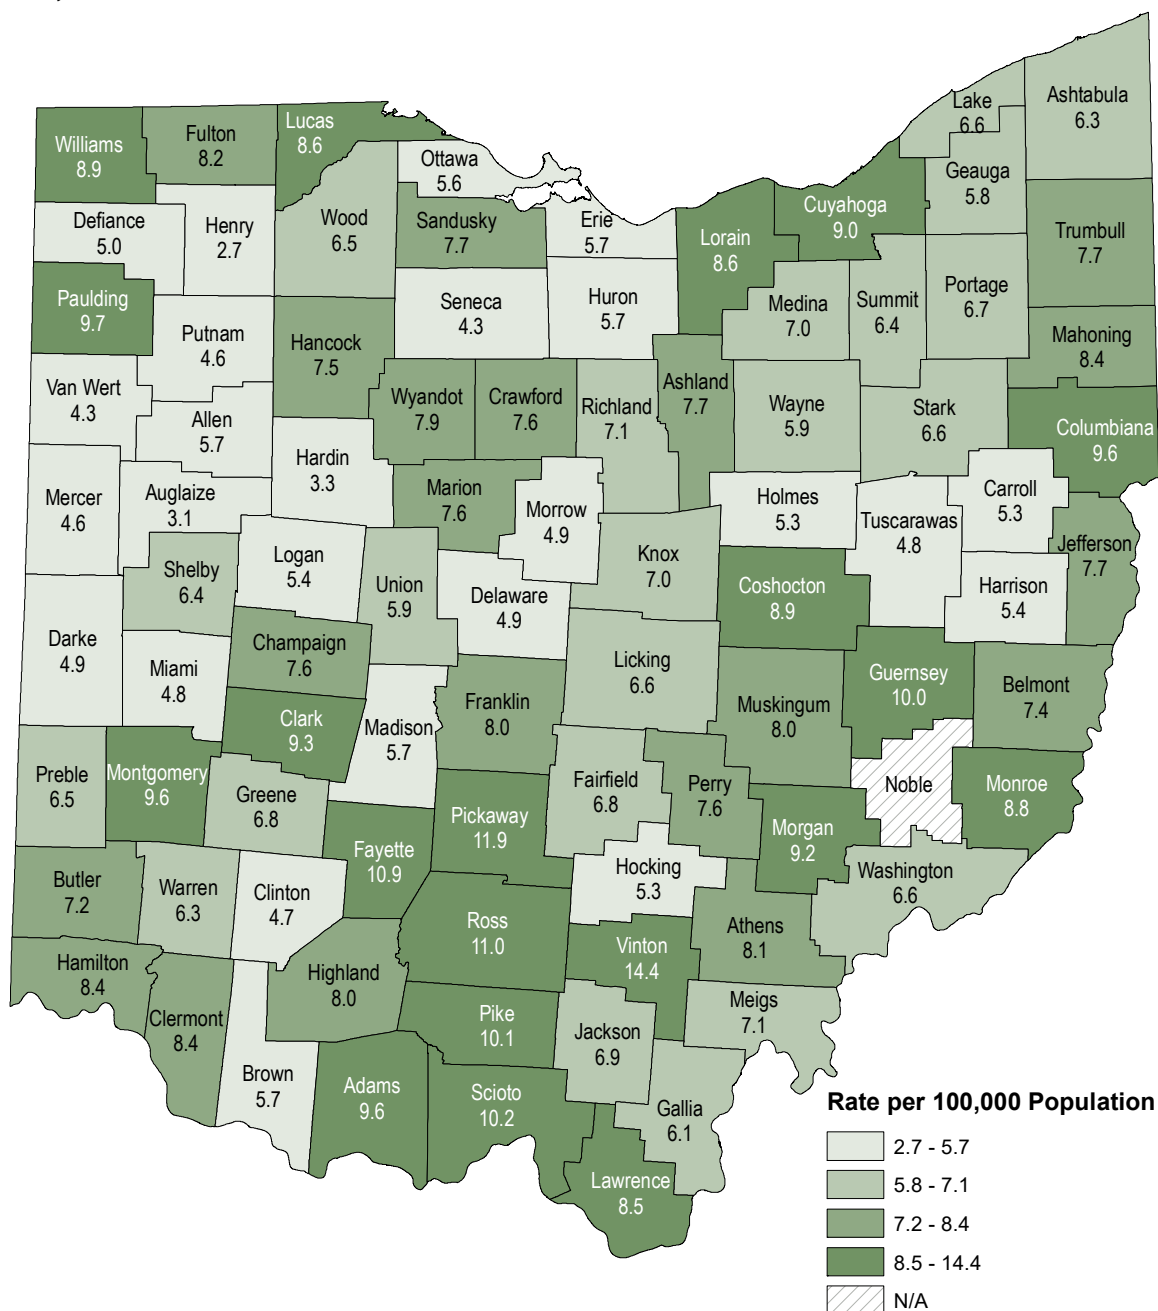 Lake
6.6
Ashtabula
6.3
Williams
8.9
Fulton
8.2
Lucas
8.6
Ottawa
5.6
Geauga
5.8
Defiance
5.0
Henry
2.7
Wood
6.5
Sandusky
7.7
Erie
5.7
Lorain
8.6
Cuyahoga
9.0
Trumbull
7.7
Paulding
9.7
Putnam
4.6
Hancock
7.5
Seneca
4.3
Huron
5.7
Medina
7.0
Summit
6.4
Portage
6.7
Mahoning
8.4
Van Wert
4.3
Allen
5.7
Wyandot
7.9
Crawford
7.6
Richland
7.1
Ashland
7.7
Wayne
5.9
Stark
6.6
Columbiana
9.6
Mercer
4.6
Auglaize
3.1
Hardin
3.3
Marion
7.6
Morrow
4.9
Holmes
5.3
Tuscarawas
4.8
Carroll
5.3
Jefferson
7.7
Shelby
6.4
Logan
5.4
Union
5.9
Delaware
4.9
Knox
7.0
Coshocton
8.9
Harrison
5.4
Darke
4.9
Miami
4.8
Champaign
7.6
Licking
6.6
Guernsey
10.0
Belmont
7.4
Clark
9.3
Madison
5.7
Franklin
8.0
Muskingum
8.0
Preble
6.5
Montgomery
9.6
Greene
6.8
Fairfield
6.8
Perry
7.6
Noble
Monroe
8.8
Fayette
10.9
Pickaway
11.9
Morgan
9.2
Butler
7.2
Warren
6.3
Clinton
4.7
Hocking
5.3
Washington
6.6
Ross
11.0
Vinton
14.4
Athens
8.1
Hamilton
8.4
Highland
8.0
Clermont
8.4
Pike
10.1
Jackson
6.9
Meigs
7.1
Brown
5.7
Adams
9.6
Scioto
10.2
Gallia
6.1
Lawrence
8.5
Rate per 100,000 Population
2.7 - 5.7
5.8 - 7.1
7.2 - 8.4
8.5 - 14.4
N/A